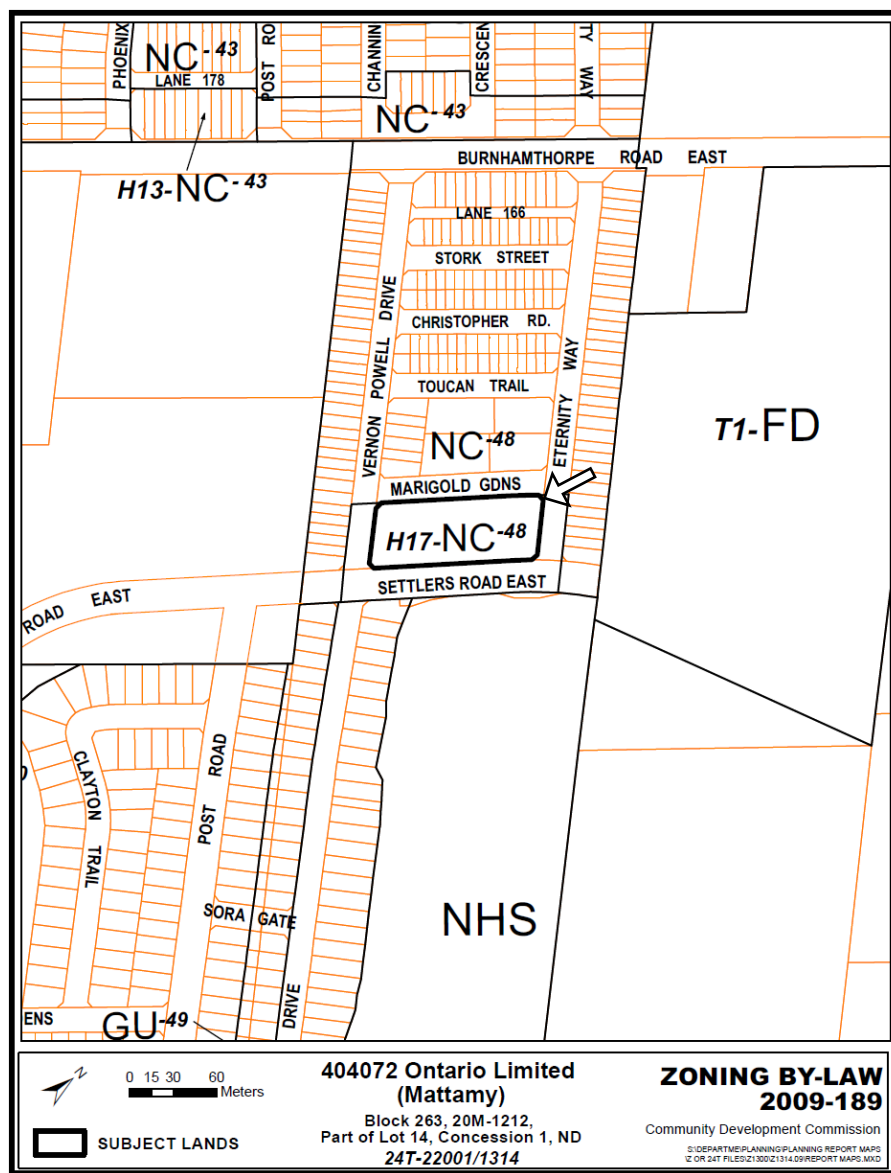 PHOENIX
NC-43
LANE 178
POST RO
CHANNIN
CRESCEN
TY WAY
NC-43
H13-NC-43
BURNHAMTHORPE ROAD EAST
LANE 166
STORK STREET
VERNON POWELL DRIVE
CHRISTOPHER RD.
ETERNITY WAY
TOUCAN TRAIL
T1-FD
NC-48
MARIGOLD GDNS
H17-NC-48
SETTLERS ROAD EAST
ROAD EAST
CLAYTON TRAIL
POST ROAD
SORA GATE
NHS
DRIVE
ENS
GU-49
Z
0 15 30 60
Meters
SUBJECT LANDS
404072 Ontario Limited
(Mattamy)
Block 263, 20M-1212,
Part of Lot 14, Concession 1, ND
24T-22001/1314
ZONING BY-LAW
2009-189
Community Development Commission
S:\DEPARTME\PLANNING\PLANNING REPORT MAPS
\Z OR 24T FILES\Z1300\Z1314.09\REPORT MAPS.MXD